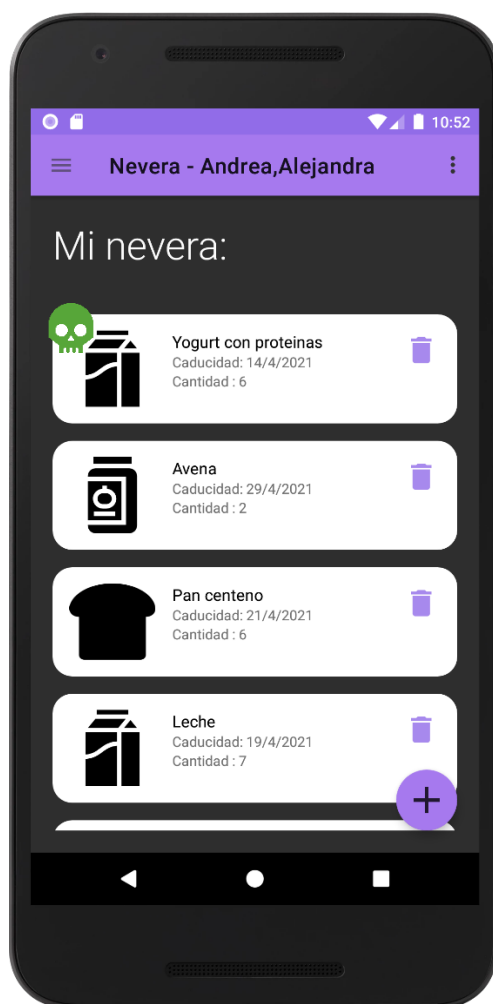 10:52
Nevera - Andrea,Alejandra
Mi nevera:
Yogurt con proteinas
Caducidad: 14/4/2021
Cantidad : 6
Avena
Caducidad: 29/4/2021
Cantidad : 2
Pan centeno
Caducidad: 21/4/2021
Cantidad : 6
Leche
Caducidad: 19/4/2021
Cantidad : 7